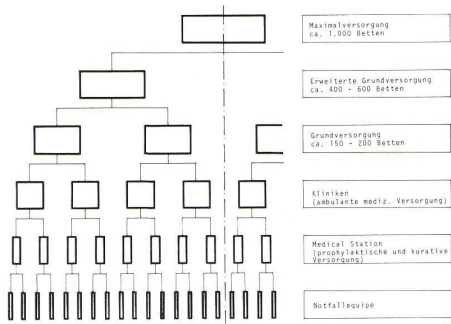 Maximalversorgung
ca. 1.000 Betten
Erweiterte Grundversorgung
ca. 400 - 600 Betten
Grundversorgung
ca. 150 - 200 Betten
Kliniken
(ambulante mediz. Versorgung)
Medical Station
(prophylaktische und kurative
Versorgung)
Notfallequipe